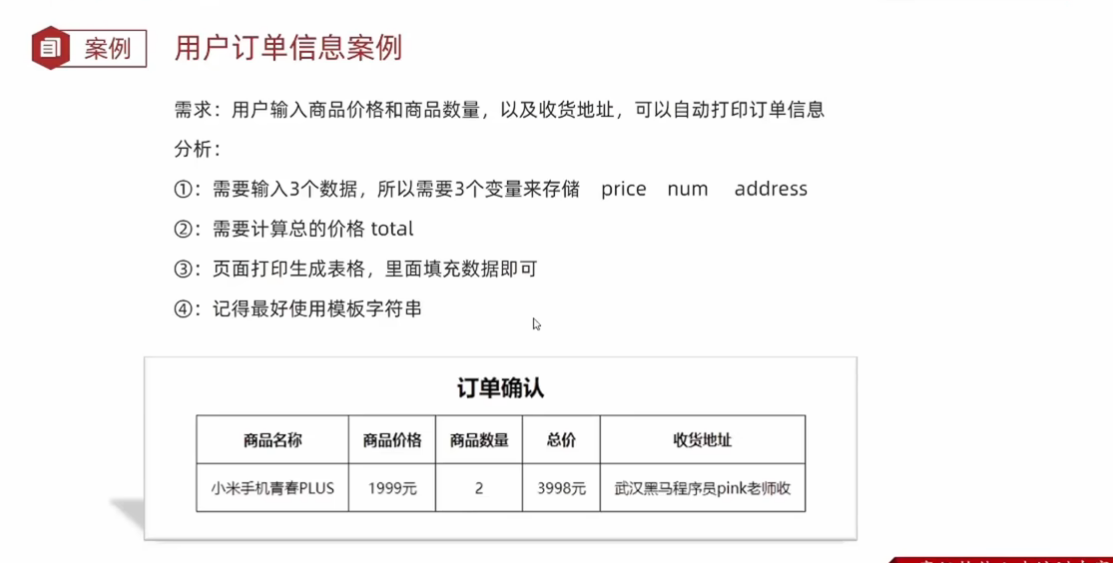 案例 用户订单信息案例
需求：用户输入商品价格和商品数量，以及收货地址，可以自动打印订单信息
分析：
①：需要输入3个数据，所以需要3个变量来存储 price num address
②：需要计算总的价格 total
③：页面打印生成表格，里面填充数据即可
④：记得最好使用模板字符串
订单确认
商品名称 商品价格 商品数量 总价 收货地址
小米手机青春PLUS 1999元 2 3998元 武汉黑马程序员pink老师收